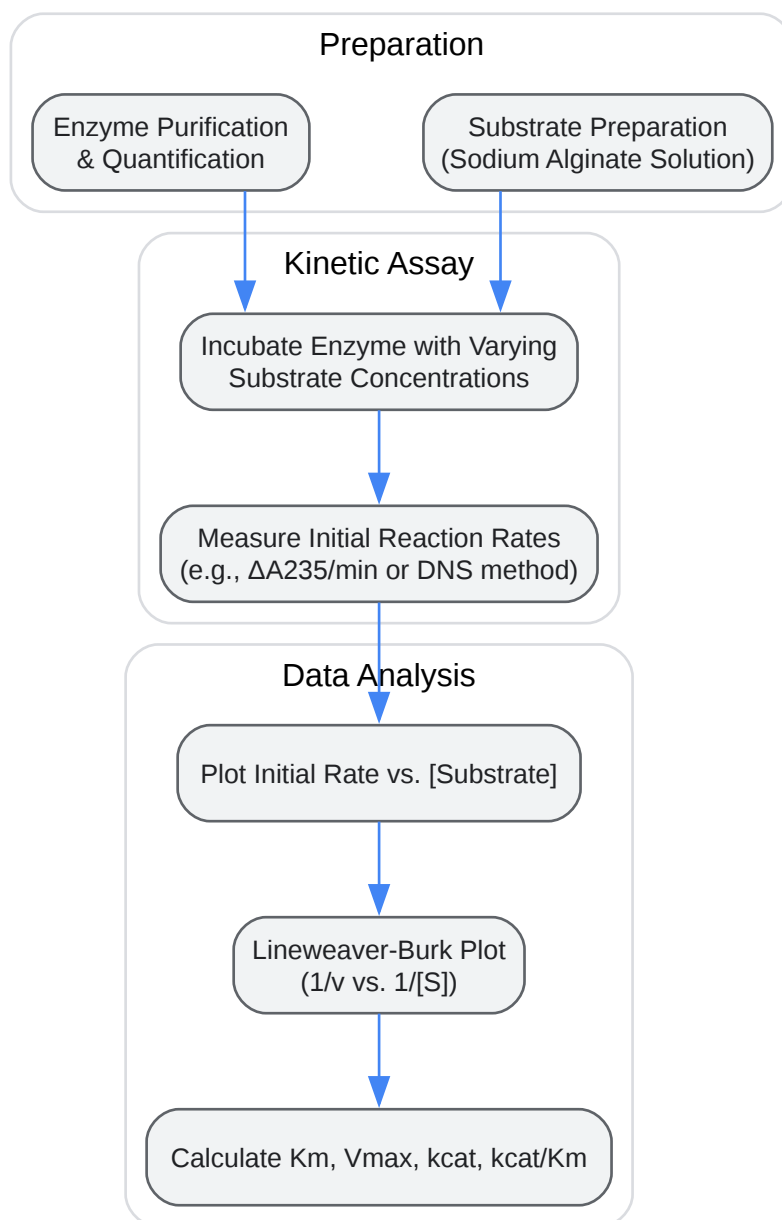 Preparation
Enzyme Purification
& Quantification
Substrate Preparation
(Sodium Alginate Solution)
Kinetic Assay
Incubate Enzyme with Varying
Substrate Concentrations
Measure Initial Reaction Rates
(e.g., ΔA235/min or DNS method)
Data Analysis
Plot Initial Rate vs. [Substrate]
Lineweaver-Burk Plot
(1/v vs. 1/[S])
Calculate Km, Vmax, kcat, kcat/Km